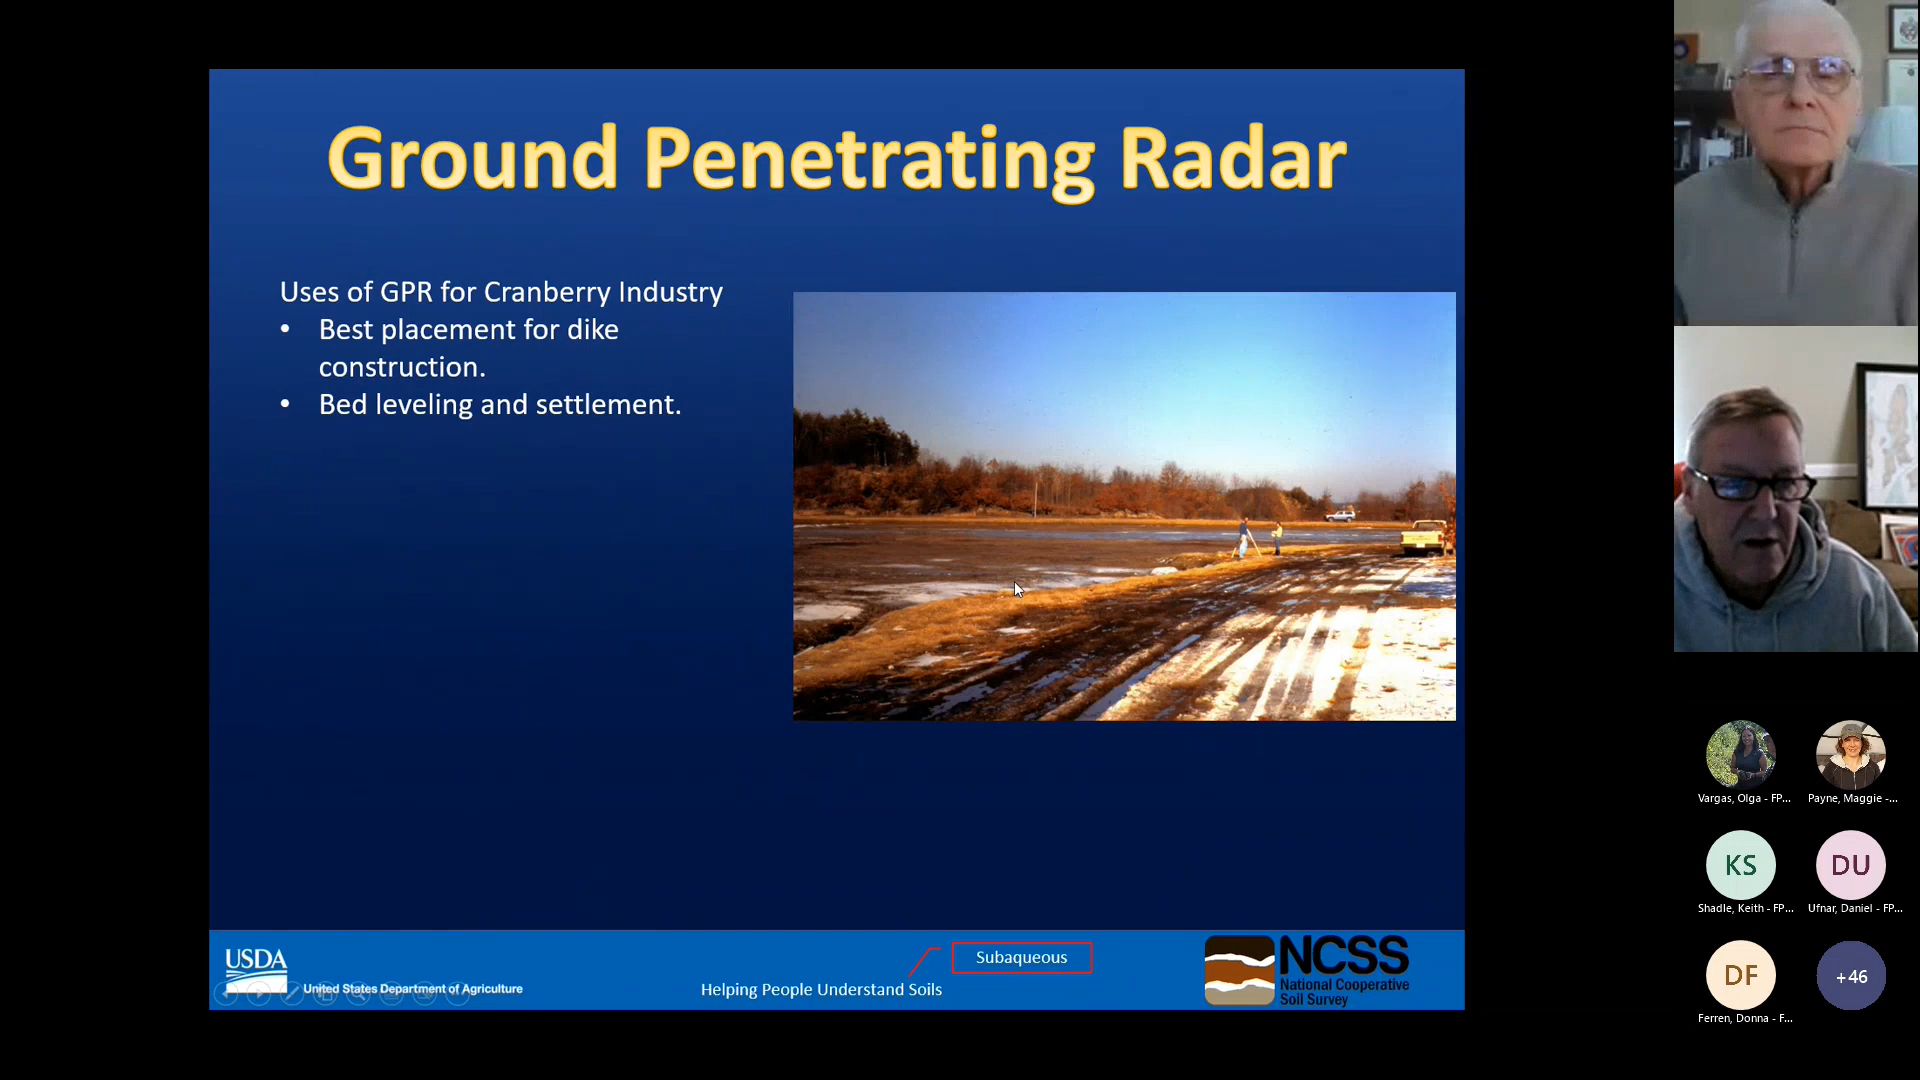 Ground Penetrating Radar
Uses of GPR for Cranberry Industry
• Best placement for dike
construction.
• Bed leveling and settlement.
USDA
United States Department of Agriculture
Subaqueous
Helping People Understand Soils
NCSS
National Cooperative
Soil Survey
Vargas, Olga - FP...
Payne, Maggie -...
KS
DU
Shadle, Keith - FP...
Ufnar, Daniel - FP...
DF
+46
Ferren, Donna - F...